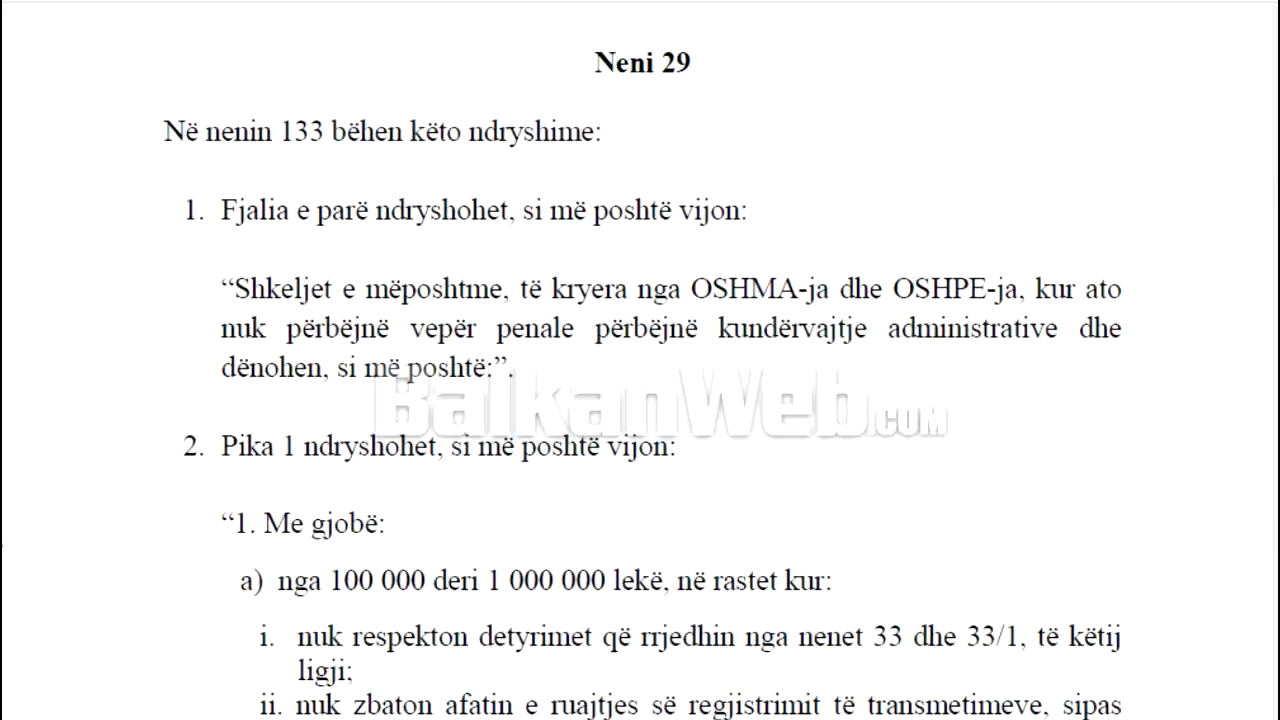 Neni 29
Në nenin 133 bëhen këto ndryshime:
1. Fjalia e parë ndryshohet, si më poshtë vijon:
“Shkeljet e mëposhtme, të kryera nga OSHMA-ja dhe OSHPE-ja, kur ato
nuk përbëjnë vepër penale përbëjnë kundërvajtje administrative dhe
dënohen, si më poshtë:”.
BalkanWeb.COM
2. Pika 1 ndryshohet, si më poshtë vijon:
“1. Me gjobë:
a) nga 100 000 deri 1 000 000 lekë, në rastet kur:
i. nuk respekton detyrimet që rrjedhin nga nenet 33 dhe 33/1, të këtij
ligji;
ii. nuk zbaton afatin e ruajtjes së regjistrimit të transmetimeve, sipas